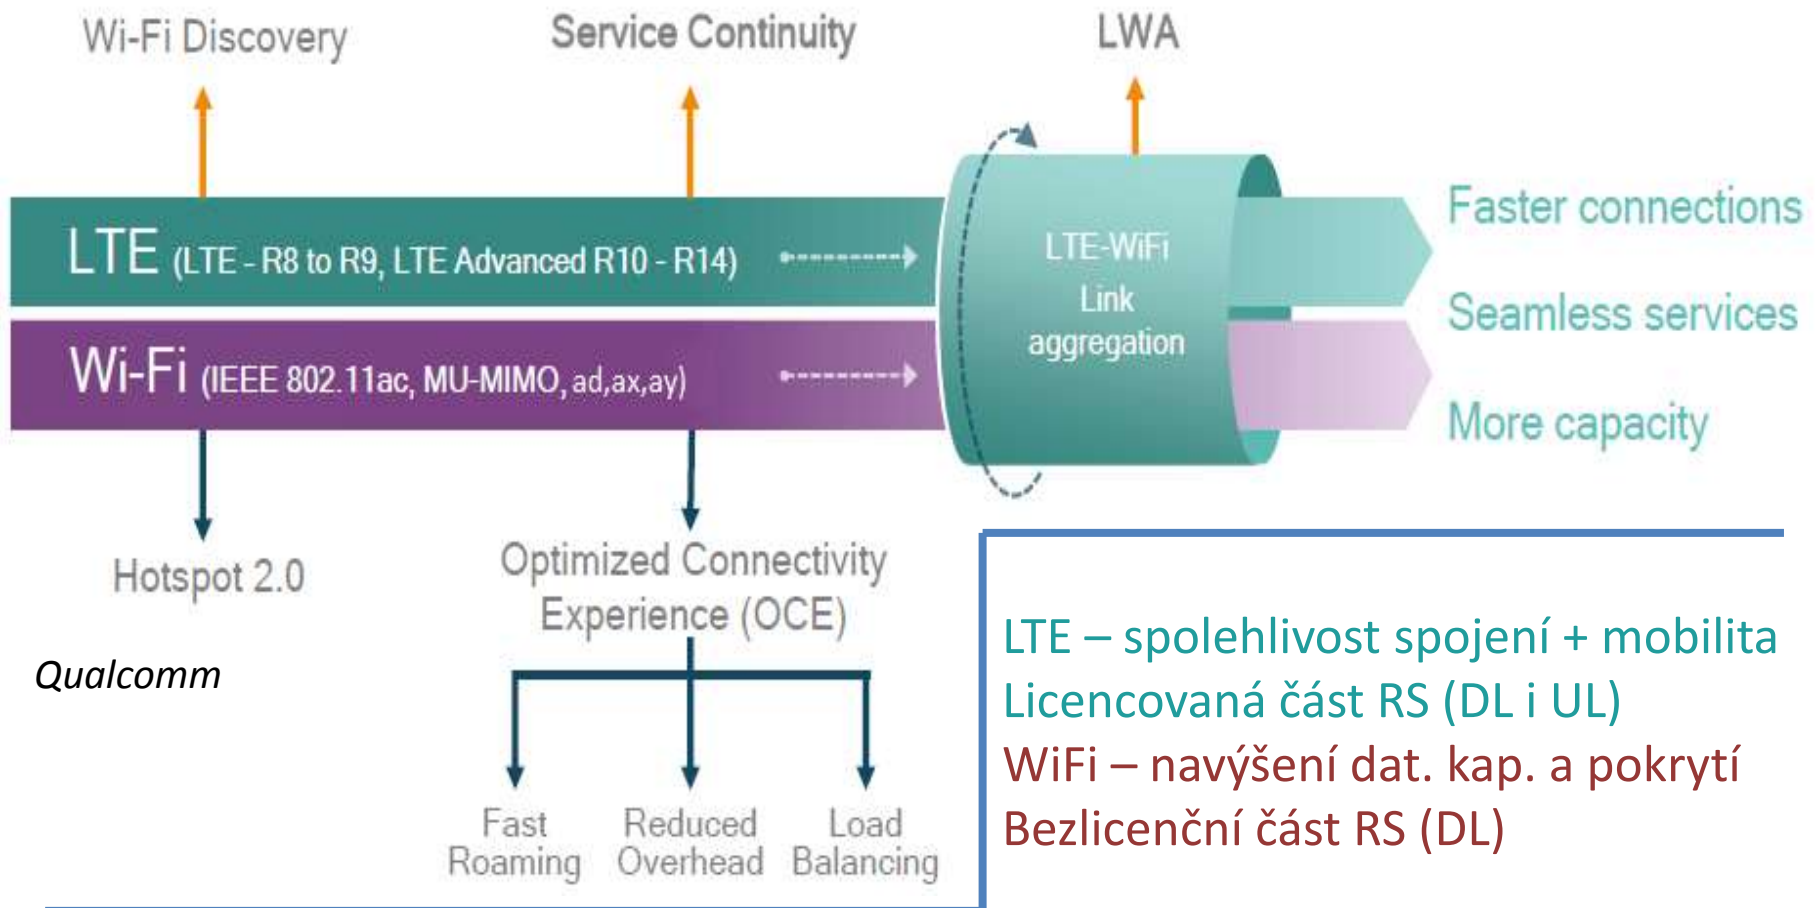 Wi-Fi Discovery
Service Continuity
LWA
LTE (LTE - R8 to R9, LTE Advanced R10 - R14)
Wi-Fi (IEEE 802.11ac, MU-MIMO, ad,ax,ay)
LTE-WiFi
Link
aggregation
Faster connections
Seamless services
More capacity
Hotspot 2.0
Optimized Connectivity
Experience (OCE)
Qualcomm
Fast
Roaming
Reduced
Overhead
Load
Balancing
LTE – spolehlivost spojení + mobilita
Licencovaná část RS (DL i UL)
WiFi – navýšení dat. kap. a pokrytí
Bezlicenční část RS (DL)